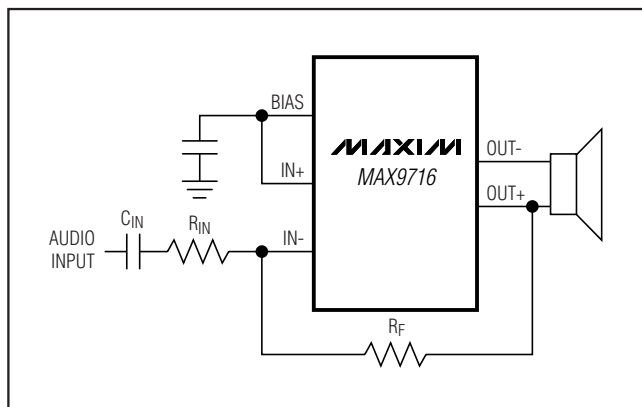 BIAS
MAXIM
MAX9716
IN+
OUT-
OUT+
CIN
RIN
AUDIO
INPUT
IN-
RF